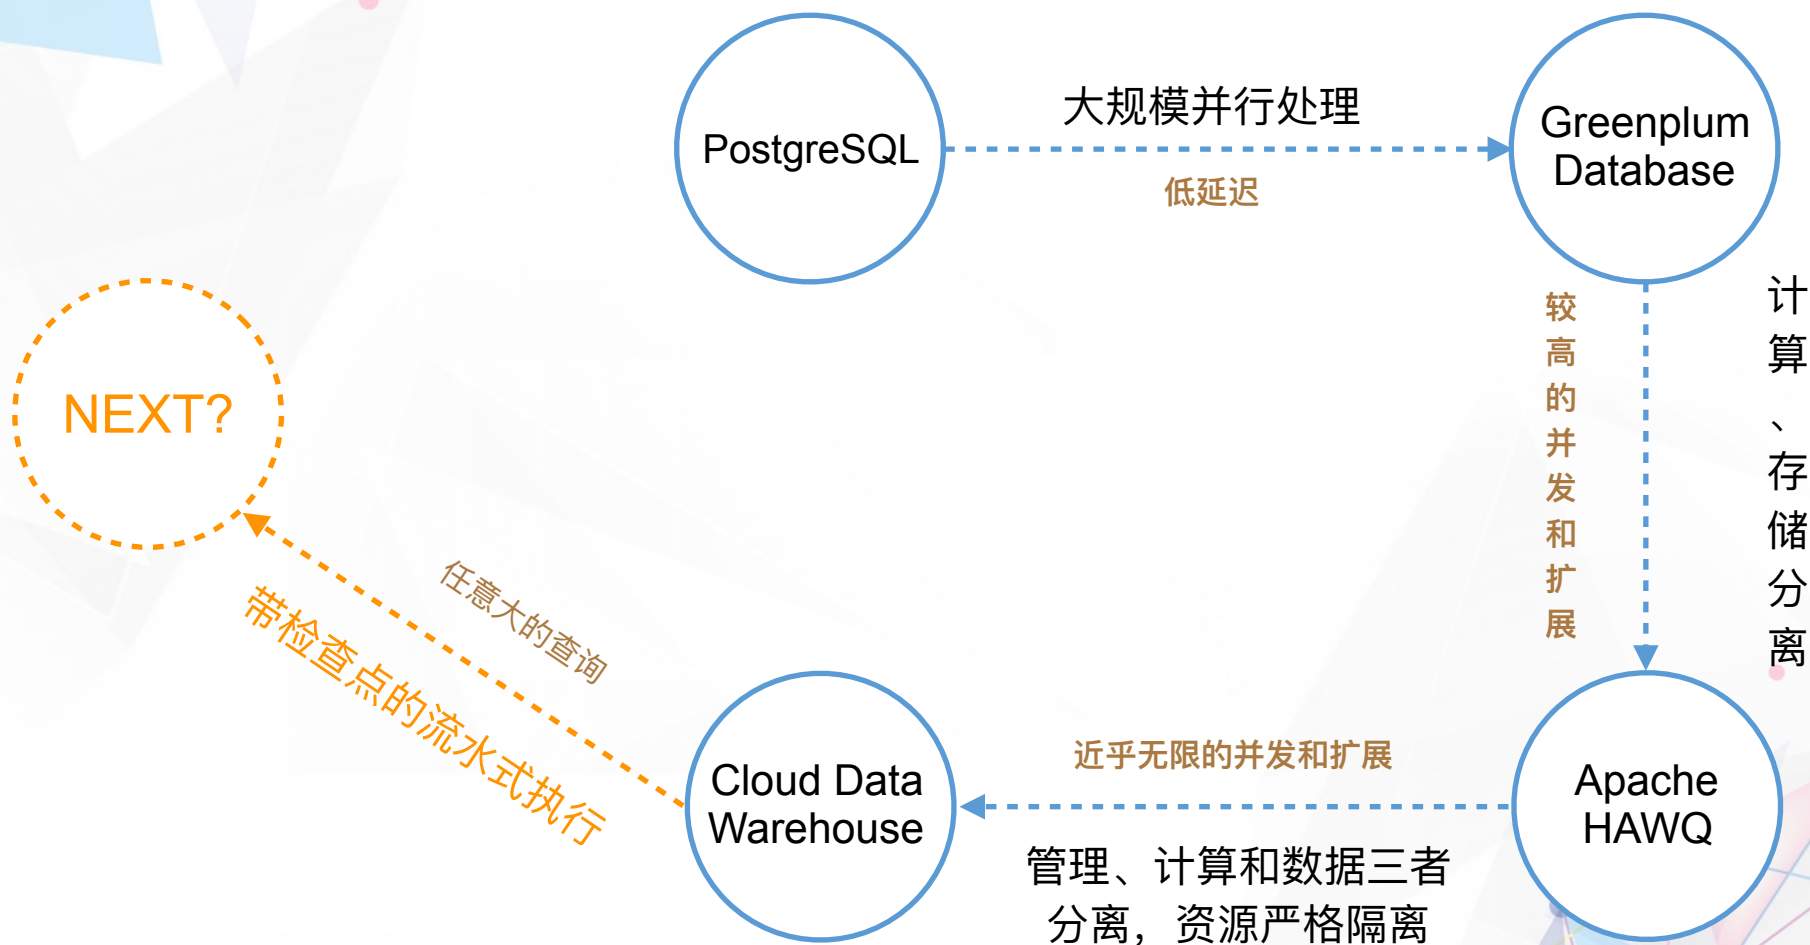 PostgreSQL
大规模并行处理
低延迟
Greenplum
Database
较高的并发和扩展
计算、存储分离
Apache
HAWQ
近乎无限的并发和扩展
管理、计算和数据三者
分离，资源严格隔离
Cloud Data
Warehouse
任意大的查询
带检查点的流水式执行
NEXT?